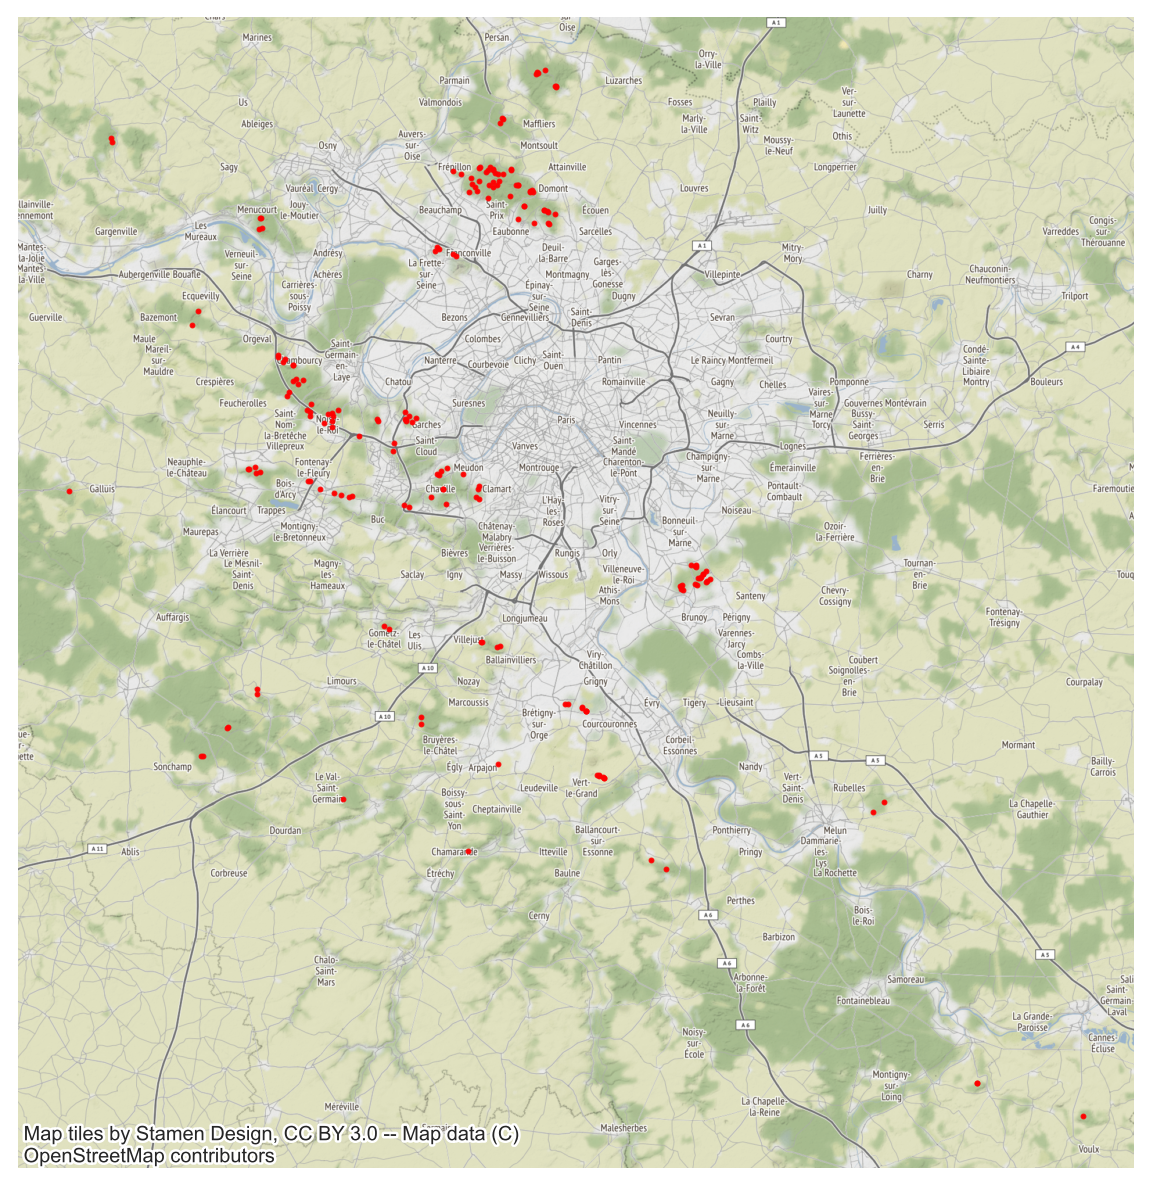 Chars
Marines
Persan
sur-
Oise
A 1
Orry-
la-Ville
Us
Ableiges
Parmain
Valmondois
Luzarches
Fosses
Plailly
Ver-
sur-
Launette
Marly-
la-Ville
Saint-
Witz
Othis
Moussy-
le-Neuf
Auvers-
sur-
Oise
Maffliers
Montsoult
Osny
Sagy
Frépillon
Attainville
Longperrier
Vauréal Cergy
Domont
Louvres
Jouy-
le-Moutier
Menucourt
Beauchamp
Saint-
Prix
Écouen
Juilly
Gargenville
Les
Mureaux
Eaubonne
Sarcelles
Congis-
sur-
Thérouanne
Varreddes
Mantes-
la-Jolie
Mantes-
la-Ville
Verneuil-
sur-
Seine
Andrésy
Achères
Franconville
La Frette-
sur-
Seine
Deuil-
la-Barre
Montmagny
Garges-
lès-
Gonesse
A 1
Mitry-
Mory
Villepinte
Aubergenville Bouafle
Charny
Chauconin-
Neufmontiers
Trilport
Ecquevilly
Carrières-
sous-
Poissy
Épinay-
sur-
Seine
Dugny
Guerville
Bazemont
Bezons
Gennevilliers
Saint-
Denis
Sevran
Maule
Mareil-
sur-
Mauldre
Orgeval
Saint-
Germain-
en-
Laye
Colombes
Courtry
A 4
Chambourcy
Nanterre
Courbevoie
Clichy
Saint-
Ouen
Pantin
Le Raincy Montfermeil
Condé-
Sainte-
Libiaire
Montry
Crespières
Chatou
Romainville
Gagny
Chelles
Pomponne
Bouleurs
Feucherolles
Suresnes
Vaires-
sur-
Marne
Torcy
Gouvernes Montévrain
Bussy-
Saint-
Georges
Serris
Saint-
Nom-
la-Bretèche
Villepreux
Noisy-
le-Roi
Garches
Paris
Vincennes
Neuilly-
sur-
Marne
Saint-
Cloud
Vanves
Saint-
Mandé
Charenton-
le-Pont
Champigny-
sur-
Marne
Lognes
Ferrières-
en-
Brie
Neauphle-
le-Château
Fontenay-
le-Fleury
Meudon
Montrouge
Émerainville
Galluis
Bois-
d'Arcy
Chaville
Clamart
Pontault-
Combault
Faremoutie
Élancourt
Trappes
Buc
L'Haÿ-
les-
Roses
Vitry-
sur-
Seine
Noiseau
Maurepas
Montigny-
le-Bretonneux
Châtenay-
Malabry
Verrières-
le-Buisson
Bonneuil-
sur-
Marne
Ozoir-
la-Ferrière
La Verrière
Le Mesnil-
Saint-
Denis
Magny-
les-
Hameaux
Bièvres
Rungis
Orly
Tournan-
en-
Brie
Saclay
Igny
Massy
Wissous
Villeneuve-
le-Roi
Athis-
Mons
Santeny
Chevry-
Cossigny
Auffargis
Longjumeau
Brunoy
Périgny
Fontenay-
Trésigny
Gometz-
le-Châtel
Les
Ulis
Villejust
Varennes-
Jarcy
Ballainvilliers
Viry-
Châtillon
Grigny
Combs-
la-Ville
Coubert
Soignolles-
en-
Brie
A 10
Limours
Nozay
Courpalay
Marcoussis
Évry
Tigery
Lieusaint
A 10
Brétigny-
sur-
Orge
Courcouronnes
Bruyères-
le-Châtel
Corbeil-
Essonnes
Mormant
A 5
A 5
Bailly-
Carrois
Sonchamp
Égly
Arpajon
Nandy
Le Val-
Saint-
Germain
Leudeville
Vert-
le-Grand
Vert-
Saint-
Denis
Rubelles
Boissy-
sous-
Saint-
Yon
Cheptainville
La Chapelle-
Gauthier
Dourdan
Ballancourt-
sur-
Essonne
Ponthierry
Melun
Dammarie-
les-
Lys
A 11
Ablis
Chamarande
Itteville
Pringy
La Rochette
Corbreuse
Étréchy
Baulne
Perthes
Cerny
A 6
Bois-
le-Roi
Barbizon
Chalo-
Saint-
Mars
A 6
A 5
Arbonne-
la-Forêt
Samoreau
Fontainebleau
Saint-
Germain-
Laval
La Grande-
Paroisse
A 6
Noisy-
sur-
École
Cannes-
Écluse
Montigny-
sur-
Loing
Méréville
La Chapelle-
la-Reine
Malesherbes
Voulx
Map tiles by Stamen Design, CC BY 3.0 -- Map data (C)
OpenStreetMap contributors